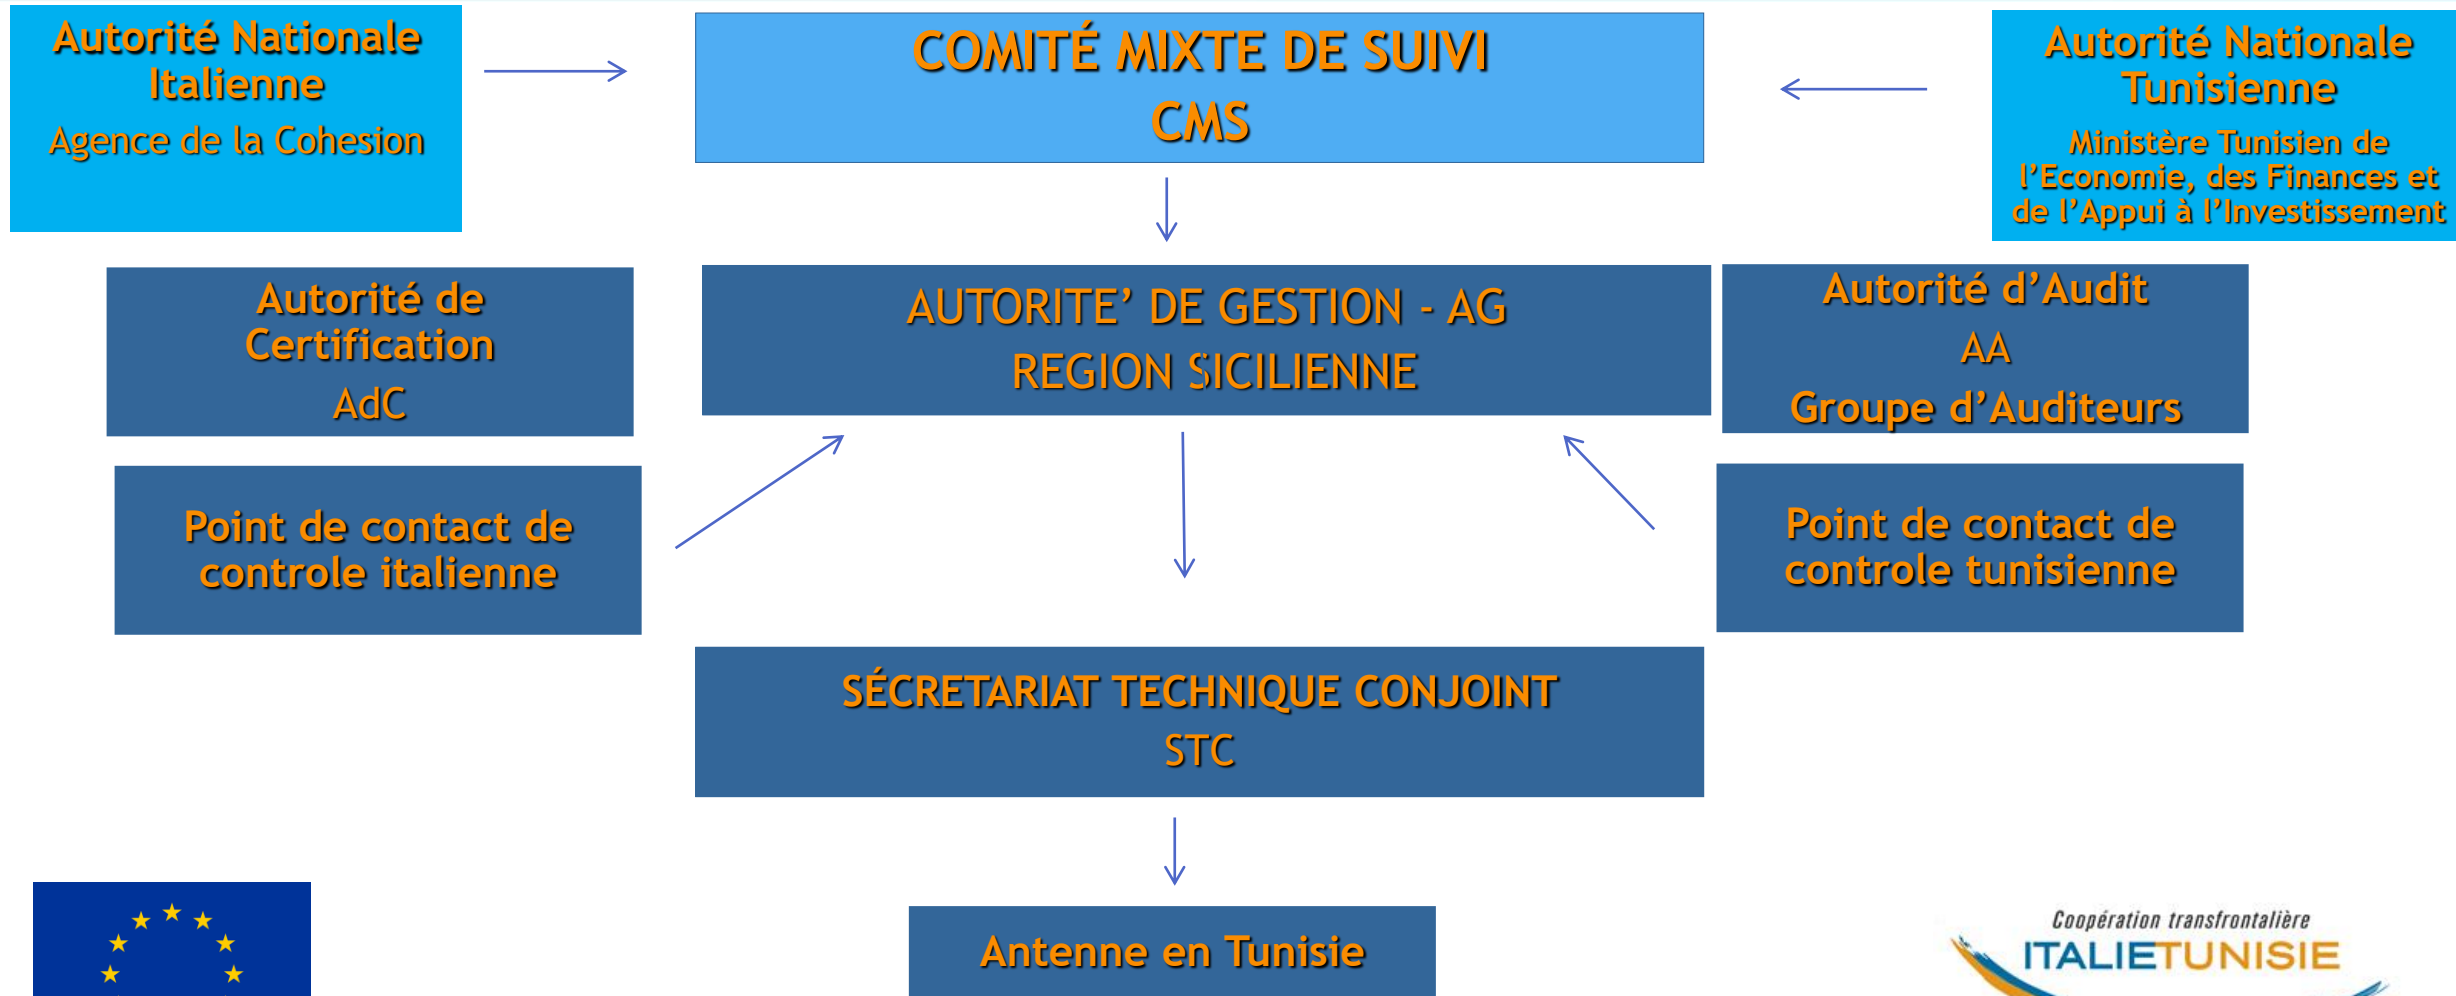 Autorité Nationale
Italienne
Agence de la Cohesion
COMITÉ MIXTE DE SUIVI
CMS
Autorité Nationale
Tunisienne
Ministère Tunisien de
l’Economie, des Finances et
de l’Appui à l’Investissement
Autorité de
Certification
AdC
AUTORITE’ DE GESTION - AG
REGION SICILIENNE
Autorité d’Audit
AA
Groupe d’Auditeurs
Point de contact de
controle italienne
Point de contact de
controle tunisienne
SÉCRETARIAT TECHNIQUE CONJOINT
STC
Antenne en Tunisie
Coopération transfrontalière
ITALIETUNISIE